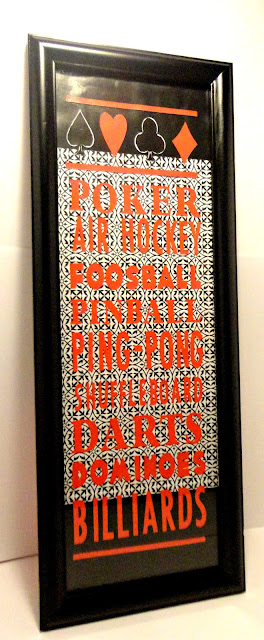 POKER
AIR HOCKEY
FOOSBALL
PINBALL
PING-PONG
SHUFFLEBOARD
DARTS
DOMINOES
BILLIARDS